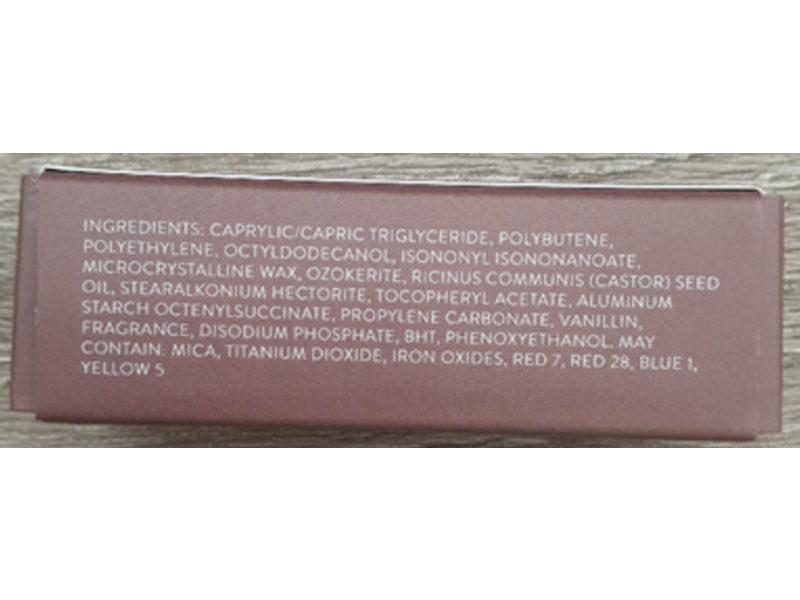 INGREDIENTS: CAPRYLIC/CAPRIC TRIGLYCERIDE, POLYBUTENE,
POLYETHYLENE, OCTYLDODECANOL, ISONONYL ISONONANOATE,
MICROCRYSTALLINE WAX, OZOKERITE, RICINUS COMMUNIS (CASTOR) SEED
OIL, STEARALKONIUM HECTORITE, TOCOPHERYL ACETATE, ALUMINUM
STARCH OCTENYLSUCCINATE, PROPYLENE CARBONATE, VANILLIN,
FRAGRANCE, DISODIUM PHOSPHATE, BHT, PHENOXYETHANOL. MAY
CONTAIN: MICA, TITANIUM DIOXIDE, IRON OXIDES, RED 7, RED 28, BLUE 1,
YELLOW 5